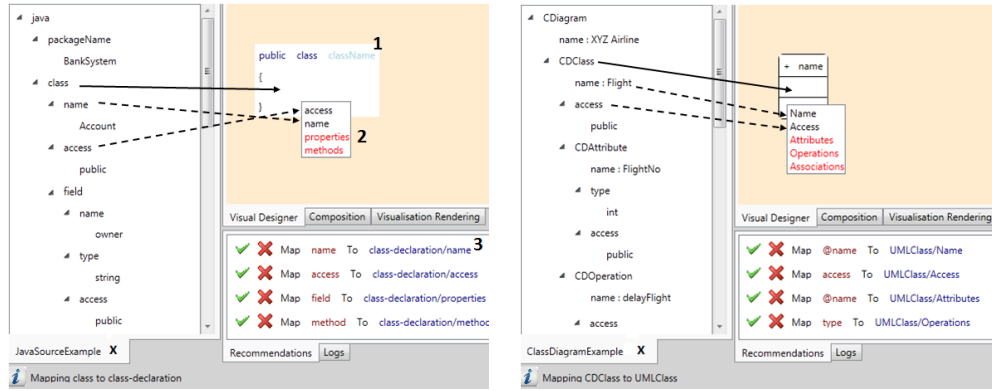 java
packageName
BankSystem
class
name
Account
access
public
field
name
owner
type
string
access
public
JavaSourceExample X
public class className 1
{
}
access
name
properties
methods
2
Visual Designer Composition Visualisation Rendering
Map name To class-declaration/name 3
Map access To class-declaration/access
Map field To class-declaration/properties
Map method To class-declaration/metho
Recommendations Logs
i Mapping class to class-declaration
CDiagram
name : XYZ Airline
CDClass
name : Flight
access
public
CDAttribute
name : FlightNo
type
int
access
public
CDOperation
name : delayFlight
access
ClassDiagramExample X
+ name
Name
Access
Attributes
Operations
Associations
Visual Designer Composition Visualisation Rendering
Map @name To UMLClass/Name
Map access To UMLClass/Access
Map @name To UMLClass/Attributes
Map type To UMLClass/Operations
Recommendations Logs
i Mapping CDClass to UMLClass